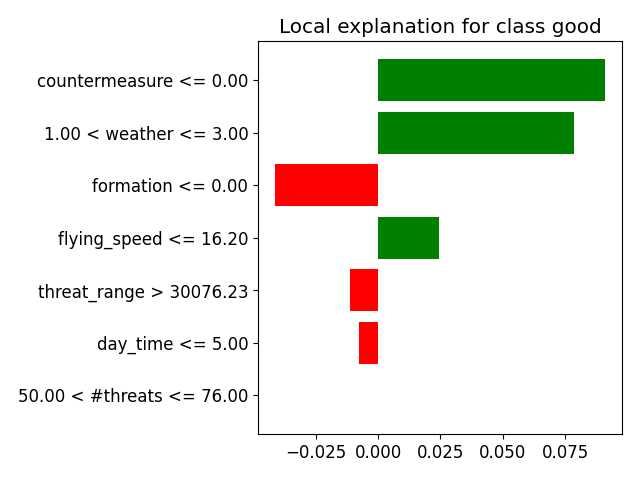 Local explanation for class good
countermeasure <= 0.00
1.00 < weather <= 3.00
formation <= 0.00
flying_speed <= 16.20
threat_range > 30076.23
day_time <= 5.00
50.00 < #threats <= 76.00
−0.025 0.000 0.025 0.050 0.075